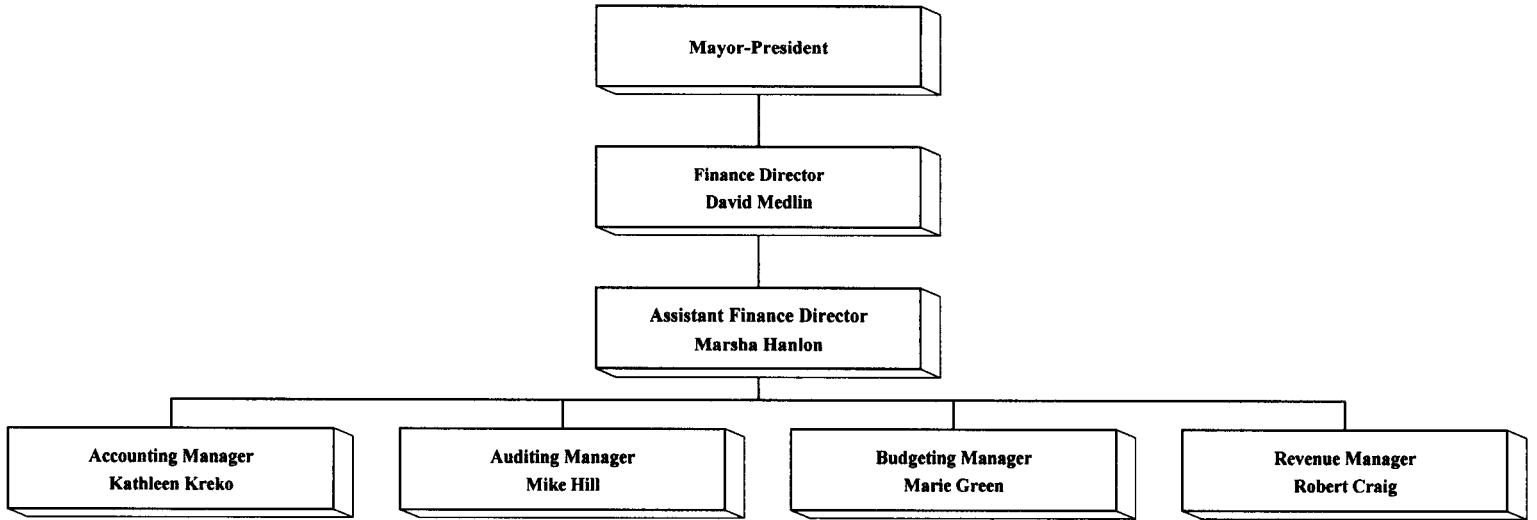 Mayor-President
Finance Director
David Medlin
Assistant Finance Director
Marsha Hanlon
Accounting Manager
Kathleen Kreko
Auditing Manager
Mike Hill
Budgeting Manager
Marie Green
Revenue Manager
Robert Craig